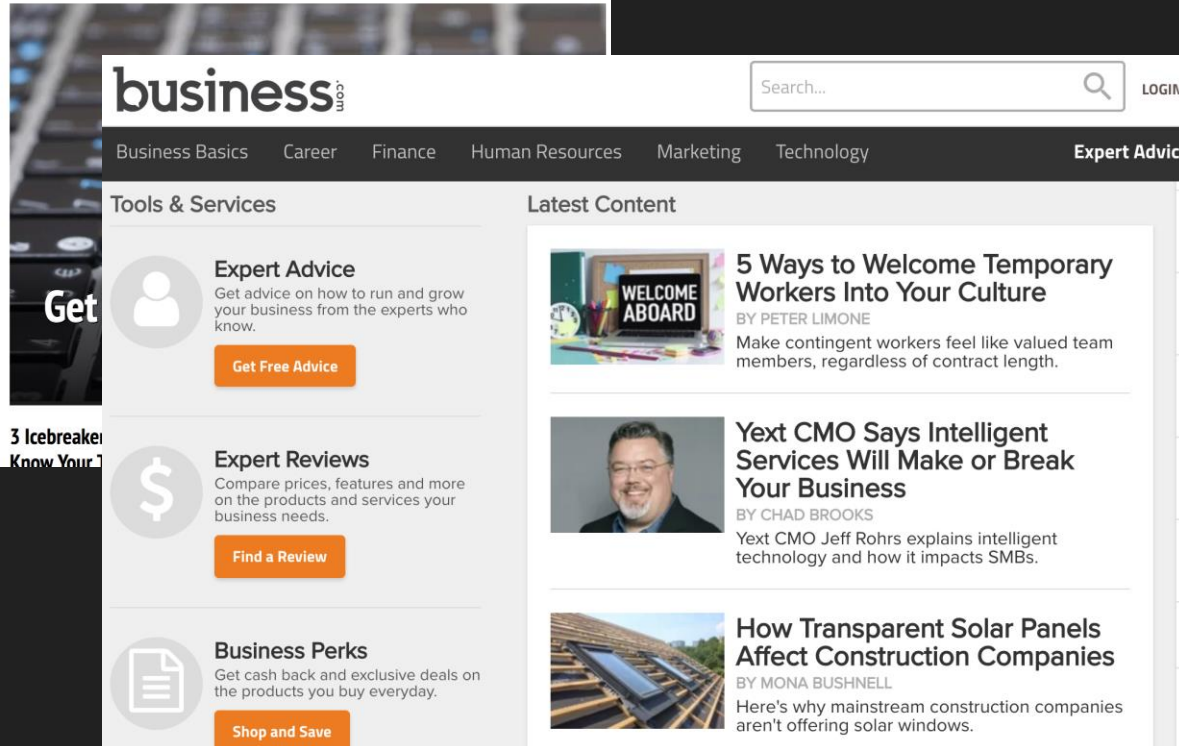 business.com
Search...
LOGIN
Business Basics Career Finance Human Resources Marketing Technology
Expert Advic
Tools & Services
Expert Advice
Get advice on how to run and grow
your business from the experts who
know.
Get Free Advice
Expert Reviews
Compare prices, features and more
on the products and services your
business needs.
Find a Review
Business Perks
Get cash back and exclusive deals on
the products you buy everyday.
Shop and Save
Latest Content
WELCOME
ABOARD
5 Ways to Welcome Temporary
Workers Into Your Culture
BY PETER LIMONE
Make contingent workers feel like valued team
members, regardless of contract length.
Yext CMO Says Intelligent
Services Will Make or Break
Your Business
BY CHAD BROOKS
Yext CMO Jeff Rohrs explains intelligent
technology and how it impacts SMBs.
How Transparent Solar Panels
Affect Construction Companies
BY MONA BUSHNELL
Here's why mainstream construction companies
aren't offering solar windows.
Get
3 Icebreaker
Know Your T